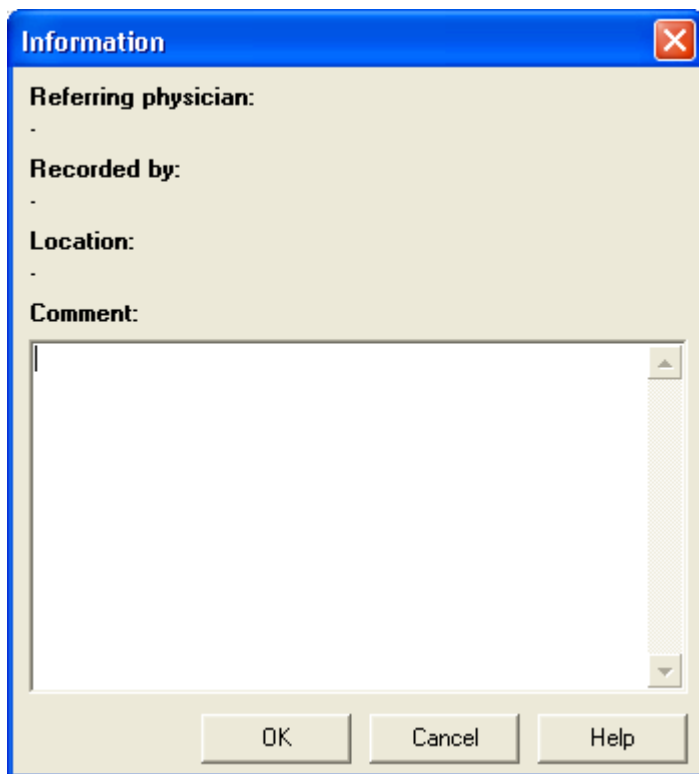 Information
Referring physician:
-
Recorded by:
-
Location:
-
Comment:
OK Cancel Help